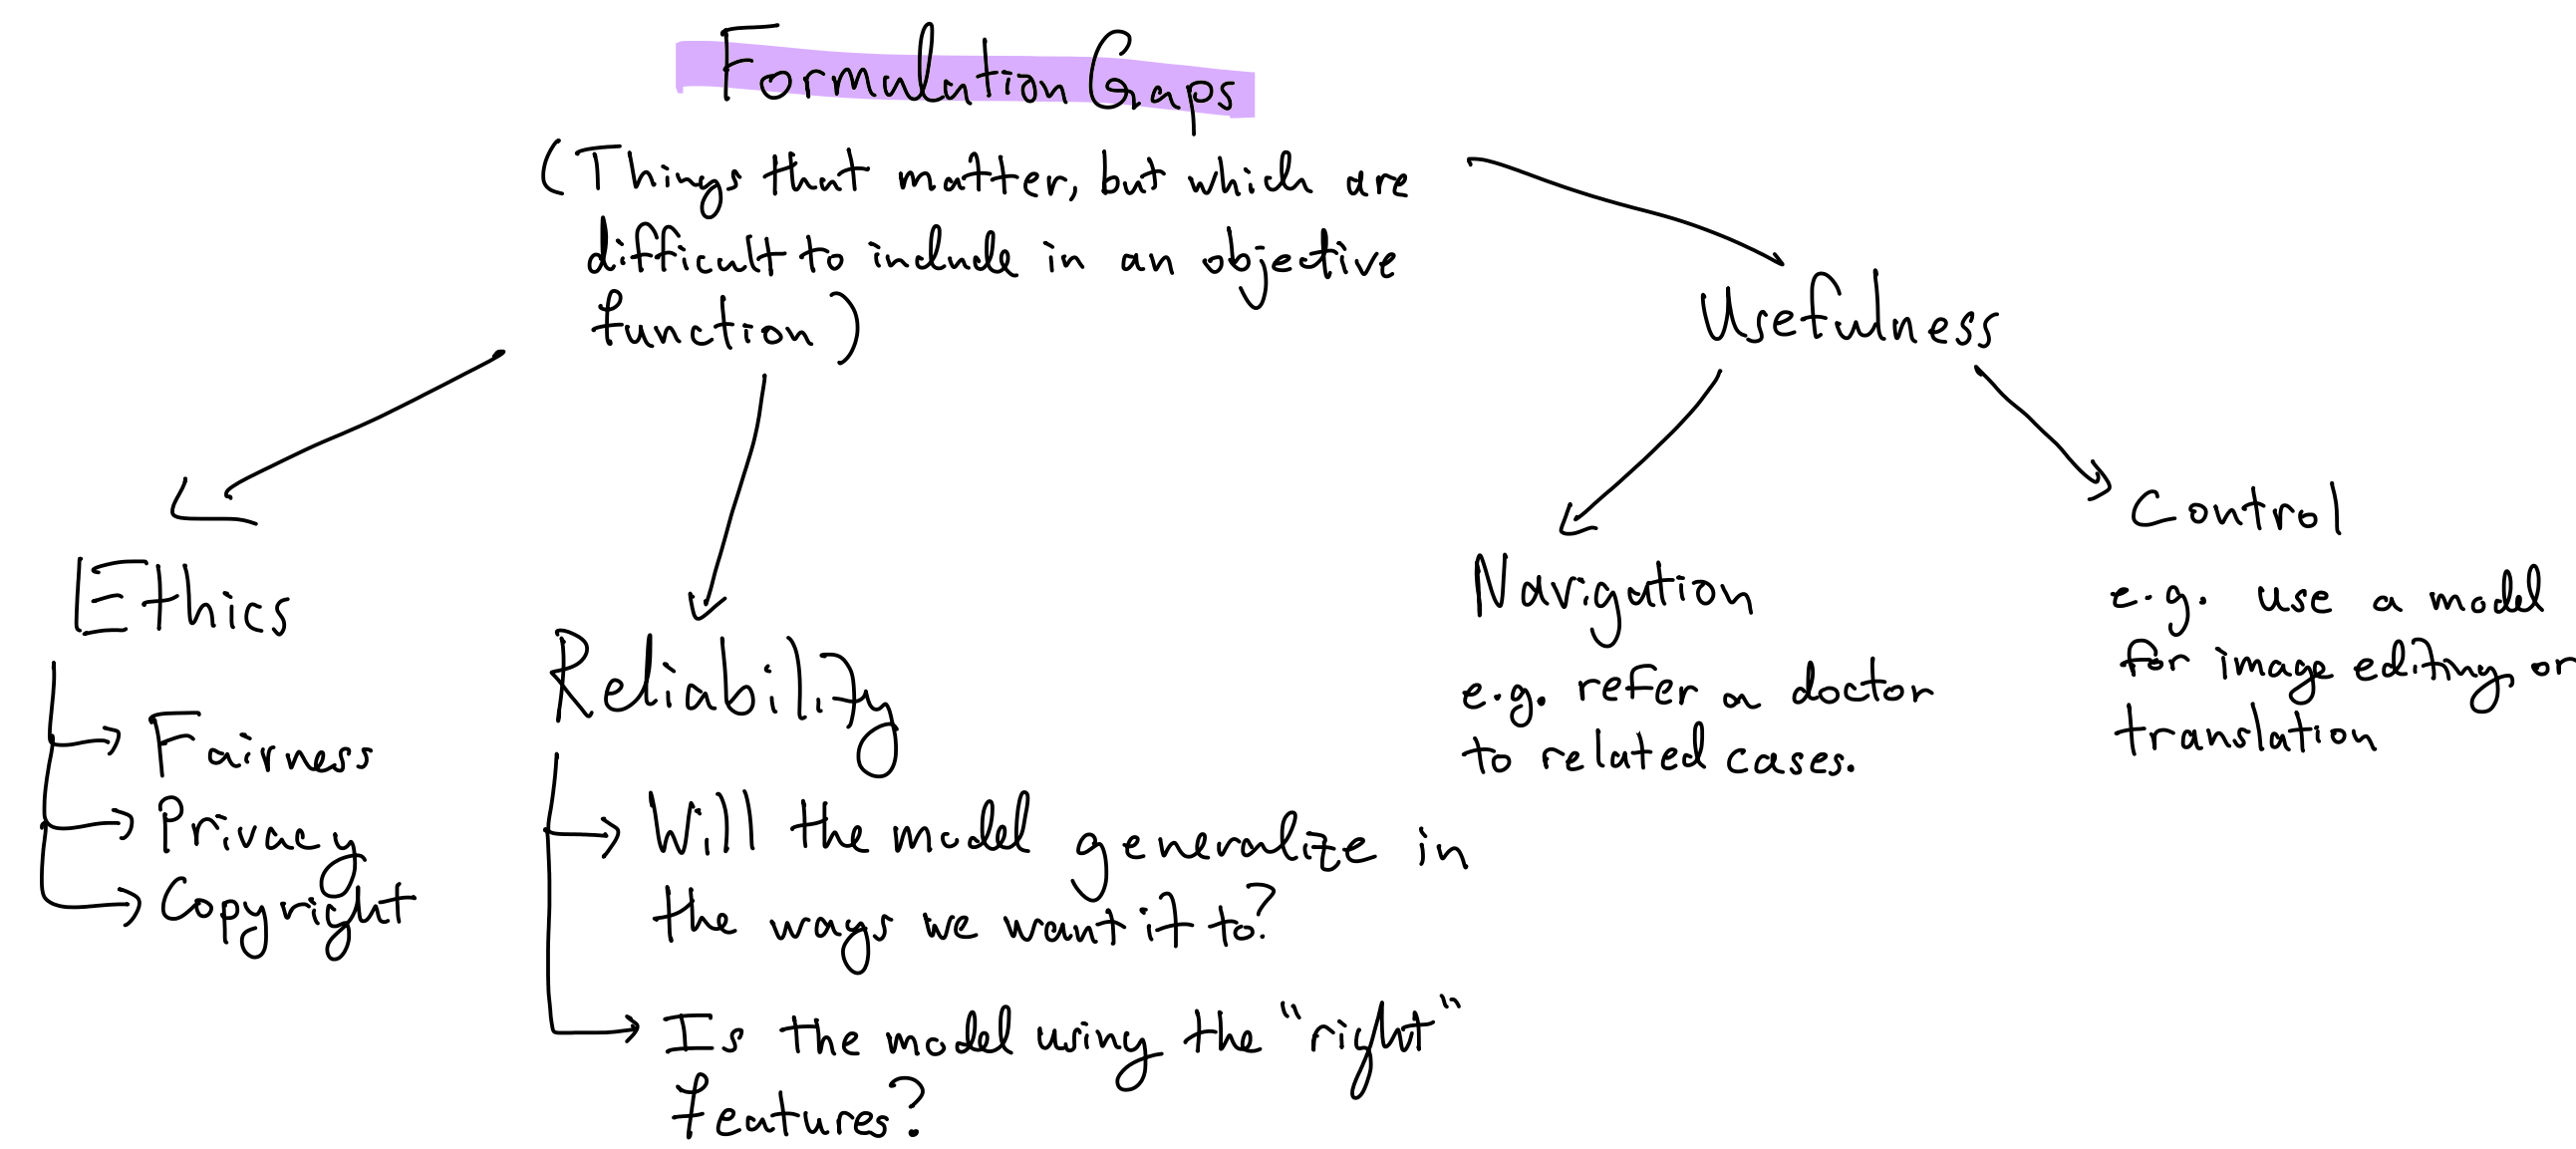 Formulation Gaps
(Things that matter, but which are
difficult to include in an objective
function)
Usefulness
Ethics
Fairness
Privacy
Copyright
Reliability
Will the model generalize in
the ways we want it to?
Is the model using the "right"
features?
Navigation
e.g. refer a doctor
to related cases.
Control
e.g. use a model
for image editing or
translation